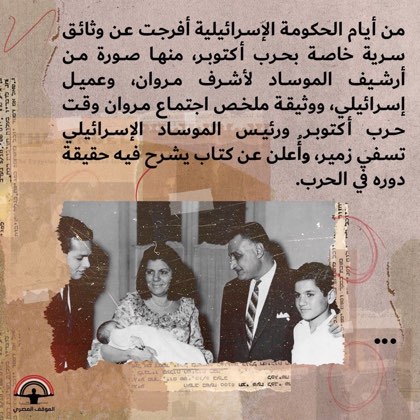 من أيام الحكومة الإسرائيلية أفرجت عن وثائق
سرية خاصة بحرب أكتوبر، منها صورة من
أرشيف الموساد لأشرف مروان، وعميل
إسرائيلي، ووثيقة ملخص اجتماع مروان وقت
حرب أكتوبر ورئيس الموساد الإسرائيلي
تسفي زمير، وأُعلن عن كتاب يشرح فيه حقيقة
دوره في الحرب.
...
الموقف المصري